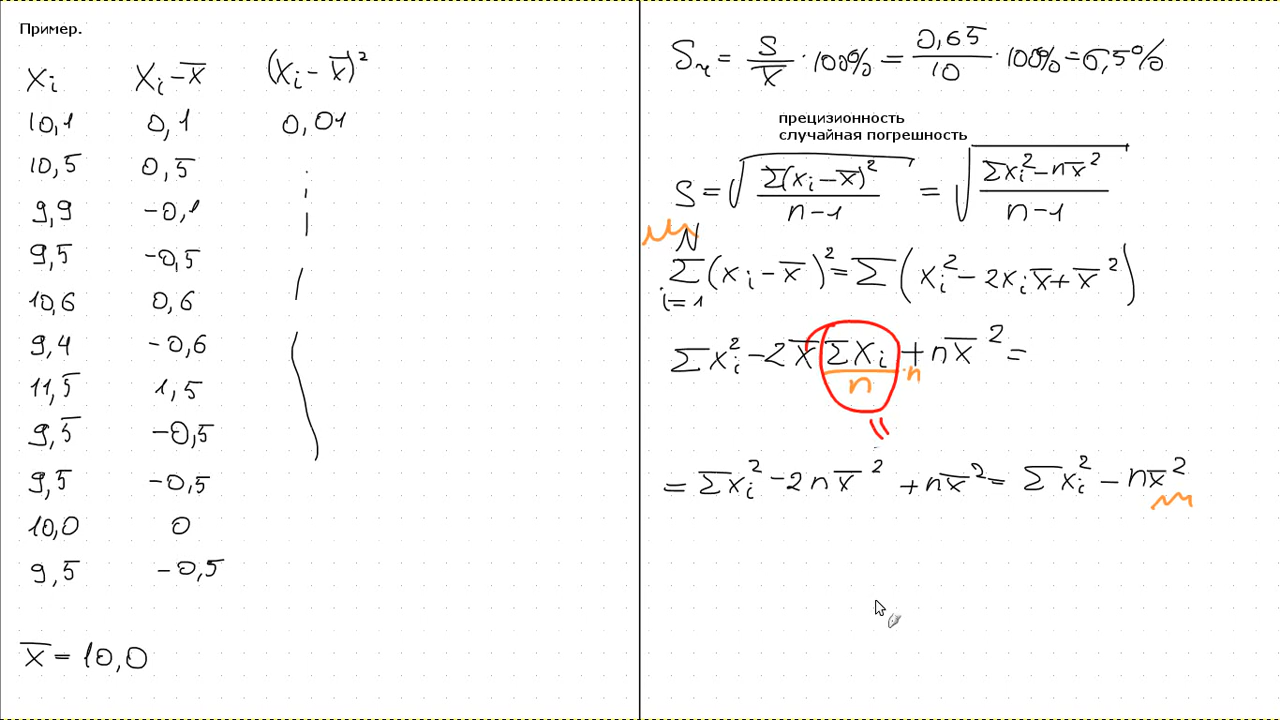 Пример.
xᵢ xᵢ-x̄ (xᵢ-x̄)²
10,1 0,1 0,01
10,5 0,5
9,9 -0,1
9,5 -0,5
10,6 0,6
9,4 -0,6
11,5 1,5
9,5 -0,5
9,5 -0,5
10,0 0
9,5 -0,5
x̄ = 10,0
Sᵣ = S/x̄ · 100% = 0,65/10 · 100% = 6,5%
прецизионность
случайная погрешность
S = √(Σ(xᵢ-x̄)²/(n-1)) = √((Σxᵢ²-nx̄²)/(n-1))
N
Σ(xᵢ-x̄)² = Σ(xᵢ²-2xᵢx̄+x̄²)
i=1
Σxᵢ²-2x̄Σxᵢ+nx̄² =
n ·n
= Σxᵢ²-2nx̄²+nx̄² = Σxᵢ²-nx̄²